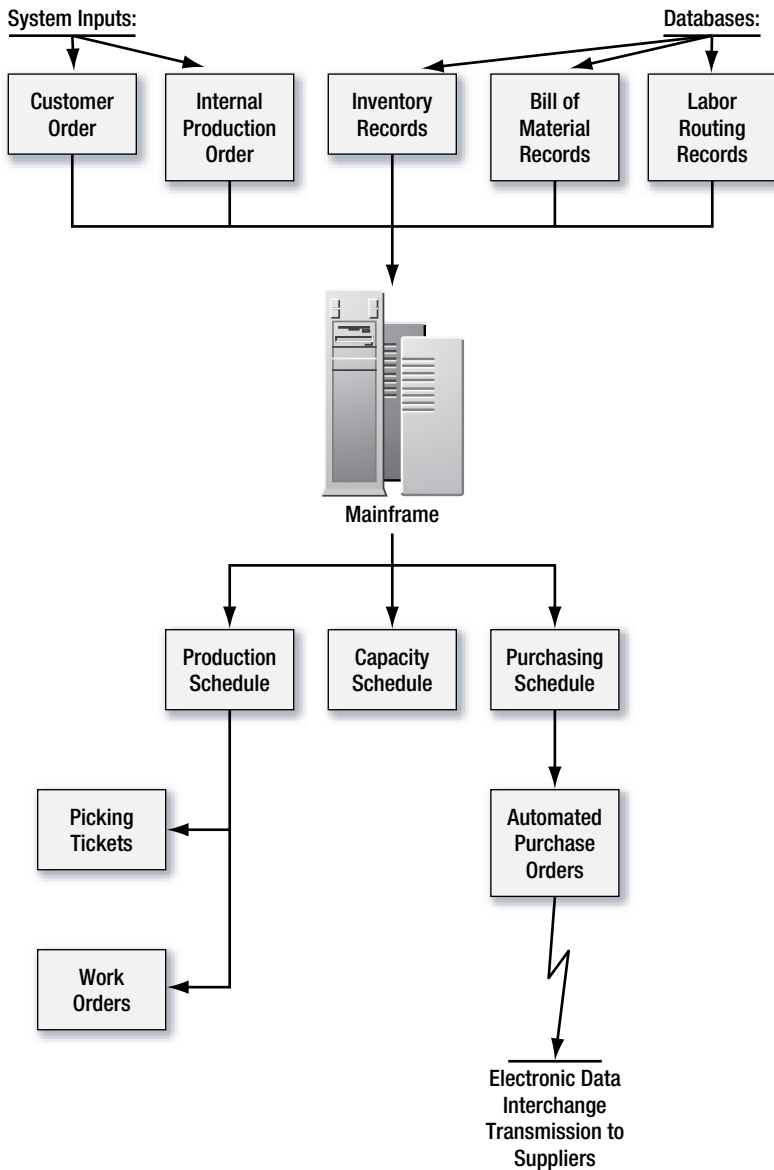 System Inputs:
Databases:
Customer
Order
Internal
Production
Order
Inventory
Records
Bill of
Material
Records
Labor
Routing
Records
Mainframe
Production
Schedule
Capacity
Schedule
Purchasing
Schedule
Picking
Tickets
Automated
Purchase
Orders
Work
Orders
Electronic Data
Interchange
Transmission to
Suppliers